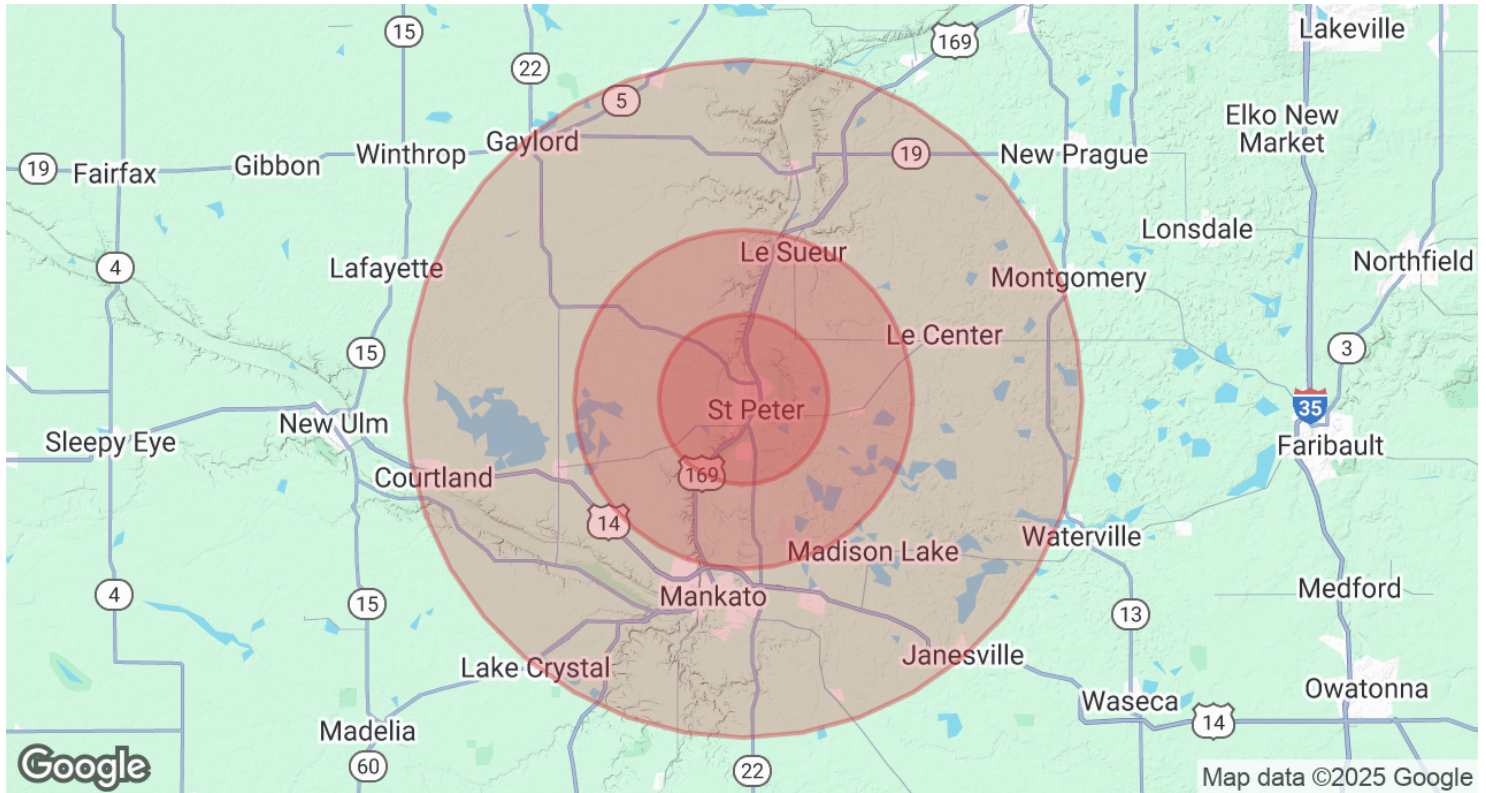 15
169
Lakeville
22
5
Elko New
Market
Gaylord
Winthrop
19
New Prague
19
Fairfax
Gibbon
Lonsdale
Le Sueur
Northfield
4
Lafayette
Montgomery
Le Center
15
3
St Peter
35
New Ulm
Sleepy Eye
Faribault
169
Courtland
14
Waterville
Madison Lake
Mankato
Medford
4
15
13
Janesville
Lake Crystal
Owatonna
Waseca
14
Madelia
Google
60
22
Map data ©2025 Google